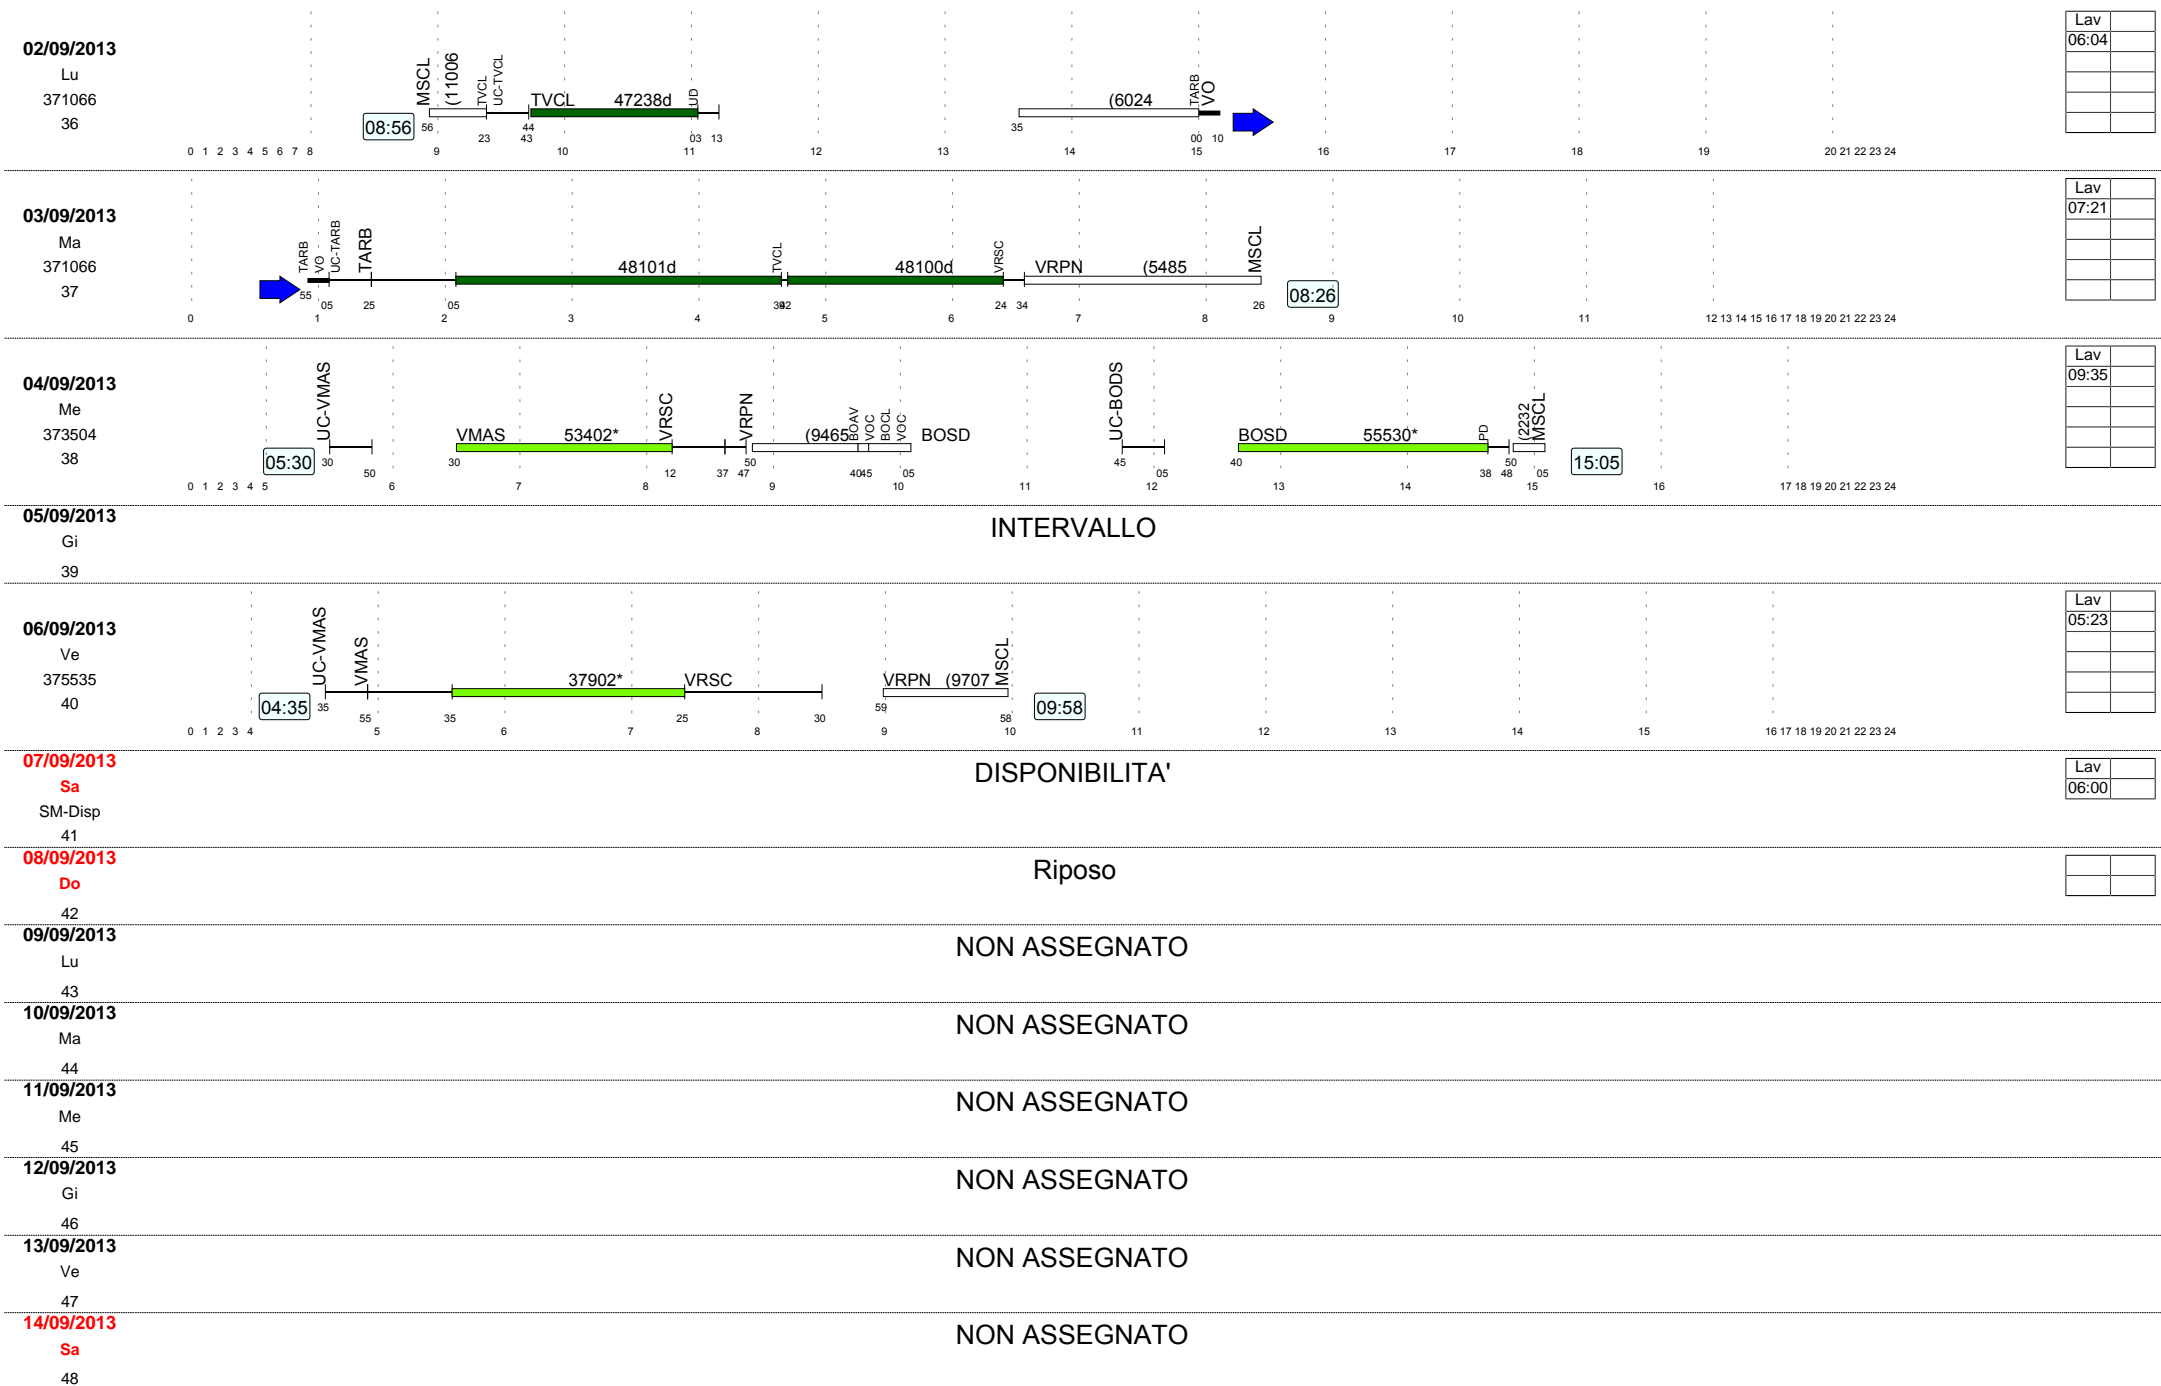 02/09/2013
Lu
371066
36
08:56
MSCL
(11006
TVCL
UC-TVCL
TVCL 47238d
UD
(6024
TARB
VO
56 23 44 43 03 13 35 00 10
0 1 2 3 4 5 6 7 8 9 10 11 12 13 14 15 16 17 18 19 20 21 22 23 24
Lav
06:04
03/09/2013
Ma
371066
37
TARB
VO
UC-TARB
TARB
48101d
TVCL
48100d
VRSC
VRPN (5485
MSCL
08:26
55 05 25 05 39 42 24 34 26
0 1 2 3 4 5 6 7 8 9 10 11 12 13 14 15 16 17 18 19 20 21 22 23 24
Lav
07:21
04/09/2013
Me
373504
38
05:30
UC-VMAS
VMAS 53402*
VRSC
VRPN
(9465
BOAV
VOC
BOCL
VOC
BOSD
UC-BODS
BOSD 55530*
PD
(2232
MSCL
15:05
30 50 30 12 37 47 50 40 45 05 45 05 40 38 48 50 05
0 1 2 3 4 5 6 7 8 9 10 11 12 13 14 15 16 17 18 19 20 21 22 23 24
Lav
09:35
05/09/2013
Gi
39
INTERVALLO
06/09/2013
Ve
375535
40
04:35
UC-VMAS
VMAS
37902*
VRSC
VRPN (9707
MSCL
09:58
35 55 35 25 30 59 58
0 1 2 3 4 5 6 7 8 9 10 11 12 13 14 15 16 17 18 19 20 21 22 23 24
Lav
05:23
07/09/2013
Sa
SM-Disp
41
DISPONIBILITA'
Lav
06:00
08/09/2013
Do
42
Riposo
09/09/2013
Lu
43
NON ASSEGNATO
10/09/2013
Ma
44
NON ASSEGNATO
11/09/2013
Me
45
NON ASSEGNATO
12/09/2013
Gi
46
NON ASSEGNATO
13/09/2013
Ve
47
NON ASSEGNATO
14/09/2013
Sa
48
NON ASSEGNATO